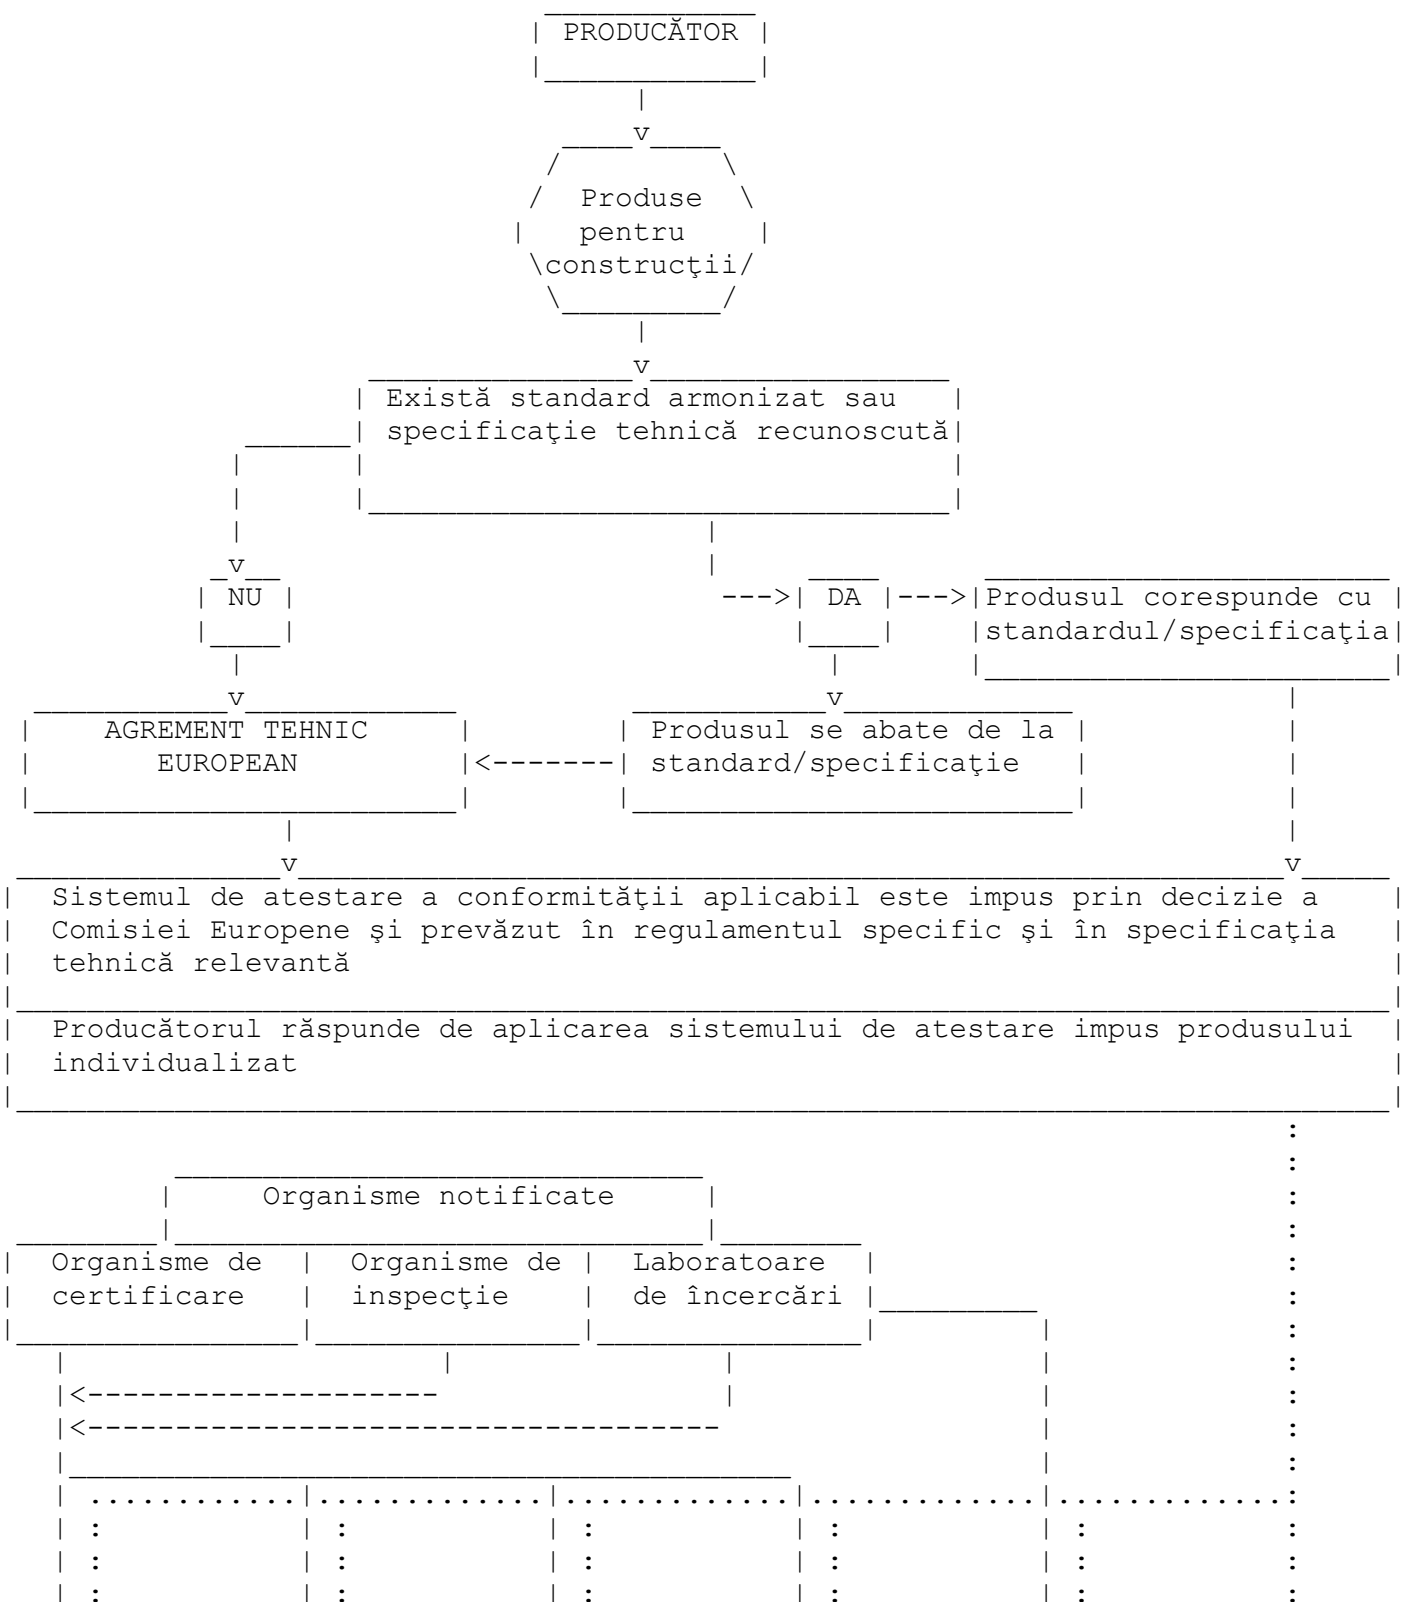 PRODUCĂTOR
Produse
pentru
construcţii
Există standard armonizat sau
specificaţie tehnică recunoscută
NU
DA
Produsul corespunde cu
standardul/specificaţia
AGREMENT TEHNIC
EUROPEAN
Produsul se abate de la
standard/specificaţie
Sistemul de atestare a conformităţii aplicabil este impus prin decizie a
Comisiei Europene şi prevăzut în regulamentul specific şi în specificaţia
tehnică relevantă
Producătorul răspunde de aplicarea sistemului de atestare impus produsului
individualizat
Organisme notificate
Organisme de
certificare
Organisme de
inspecţie
Laboratoare
de încercări